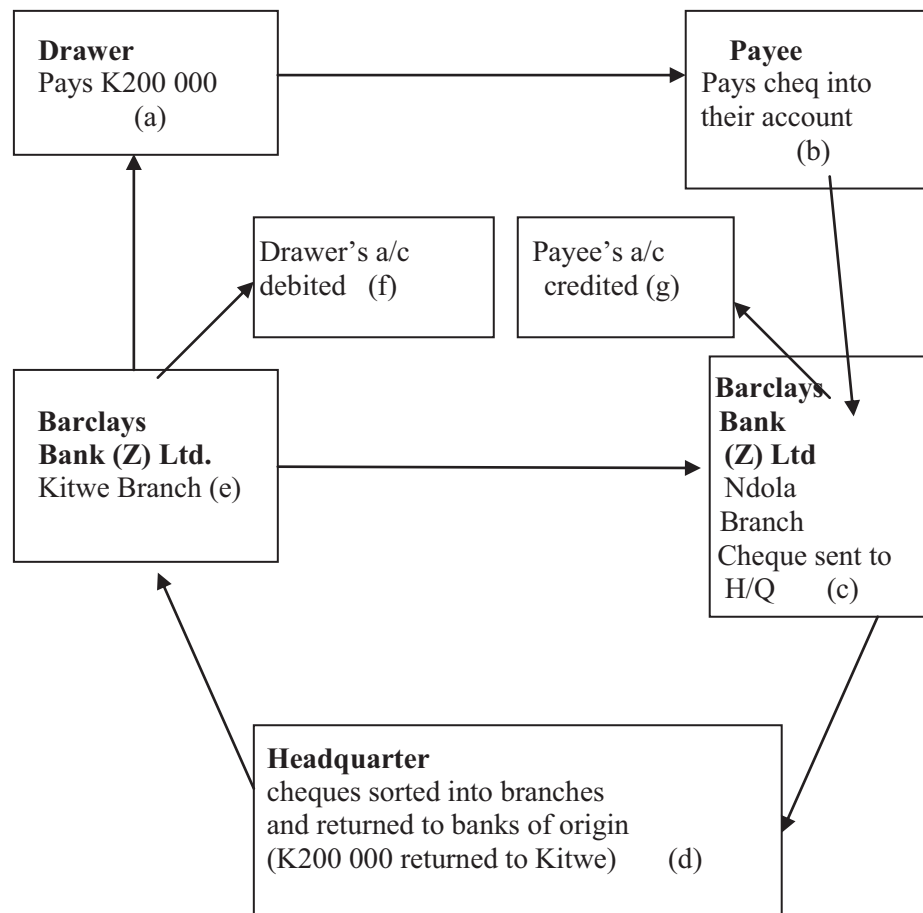 Drawer
Pays K200 000
(a)
Payee
Pays cheq into
their account
(b)
Drawer’s a/c
debited (f)
Payee’s a/c
credited (g)
Barclays
Bank (Z) Ltd.
Kitwe Branch (e)
Barclays
Bank
(Z) Ltd
Ndola
Branch
Cheque sent to
H/Q (c)
Headquarter
cheques sorted into branches
and returned to banks of origin
(K200 000 returned to Kitwe) (d)